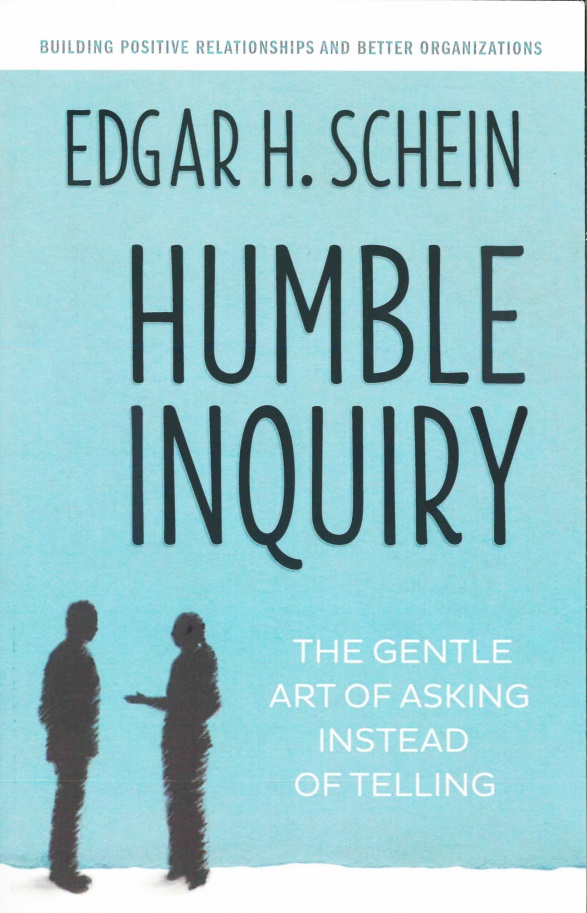 BUILDING POSITIVE RELATIONSHIPS AND BETTER ORGANIZATIONS
EDGAR H. SCHEIN
HUMBLE
INQUIRY
THE GENTLE
ART OF ASKING
INSTEAD
OF TELLING